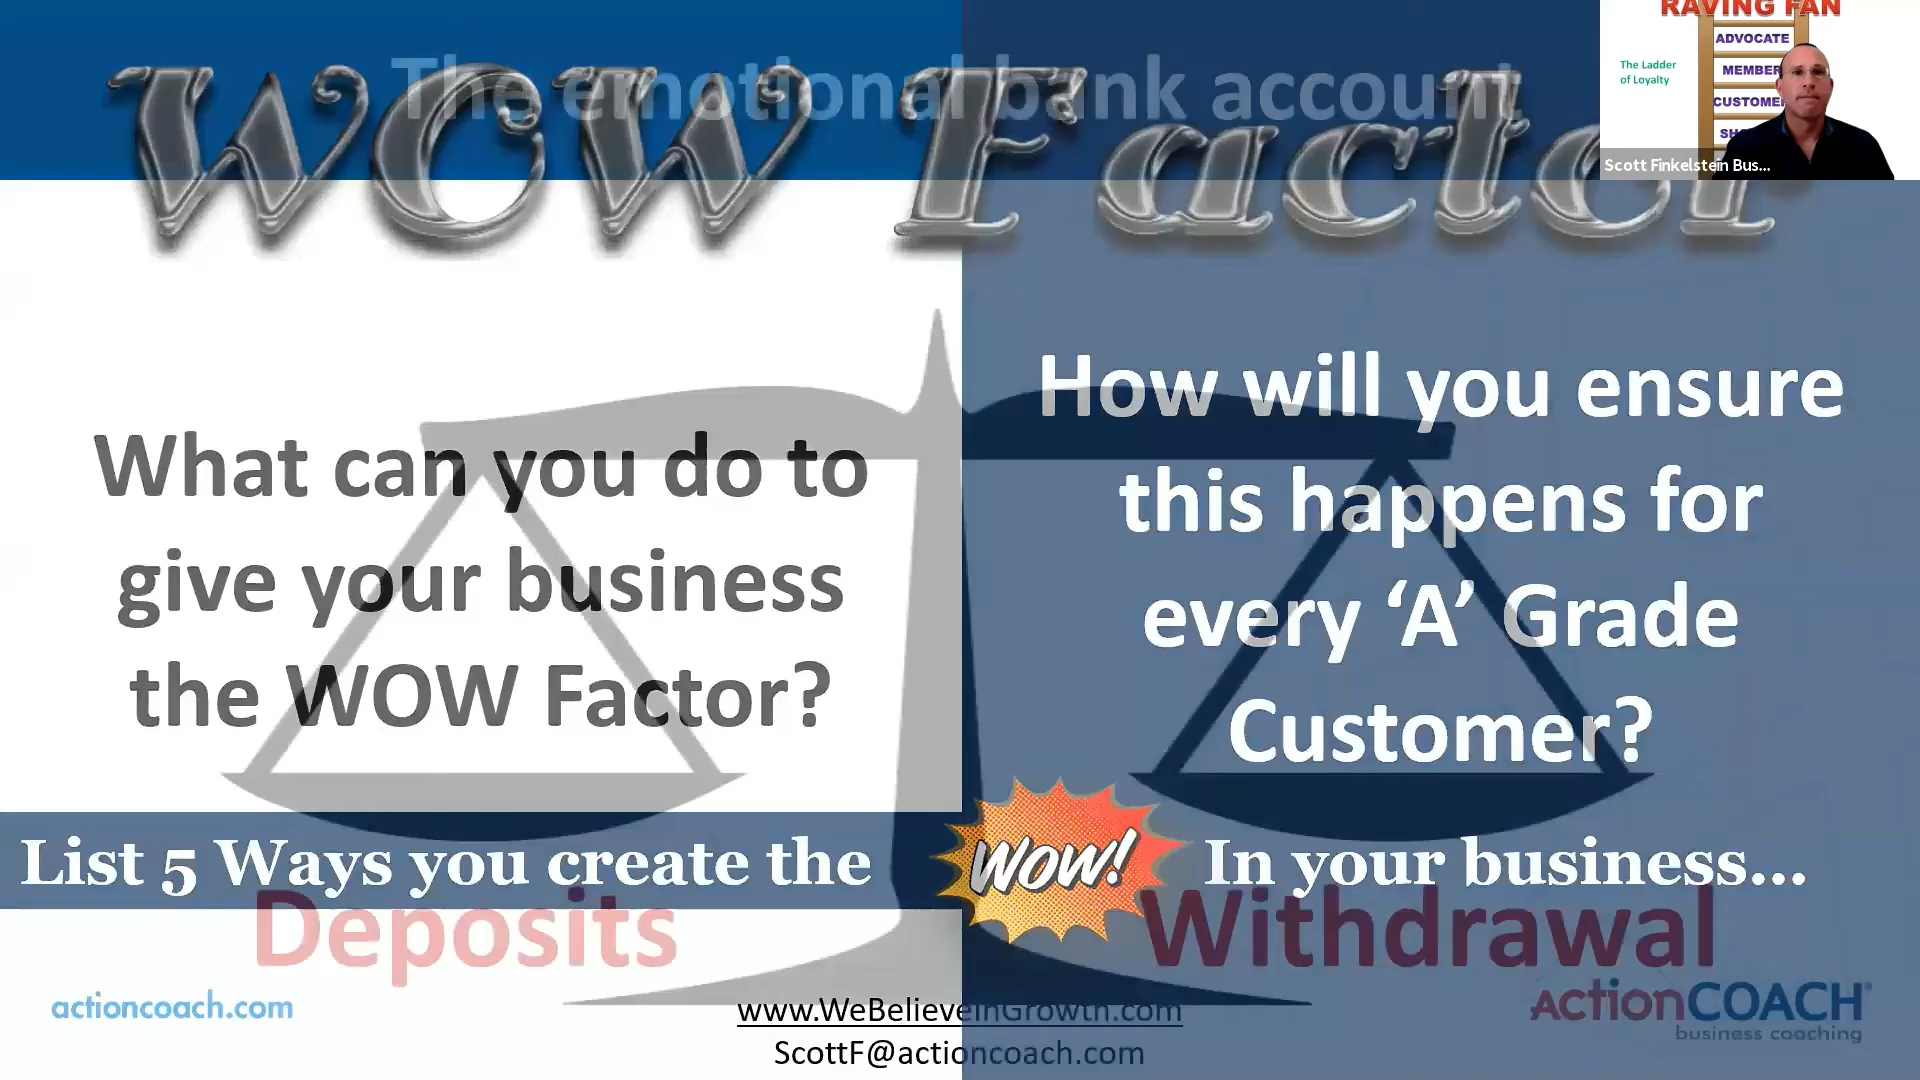 The emotional bank account
WOW Factor
RAVING FAN
ADVOCATE
MEMBER
The Ladder
of Loyalty
Scott Finkelstein Bus...
What can you do to
give your business
the WOW Factor?
How will you ensure
this happens for
every ‘A’ Grade
Customer?
List 5 Ways you create the WOW! In your business...
Deposits
Withdrawal
actioncoach.com
www.WeBelieveInGrowth.com
ScottF@actioncoach.com
ActionCOACH®
business coaching